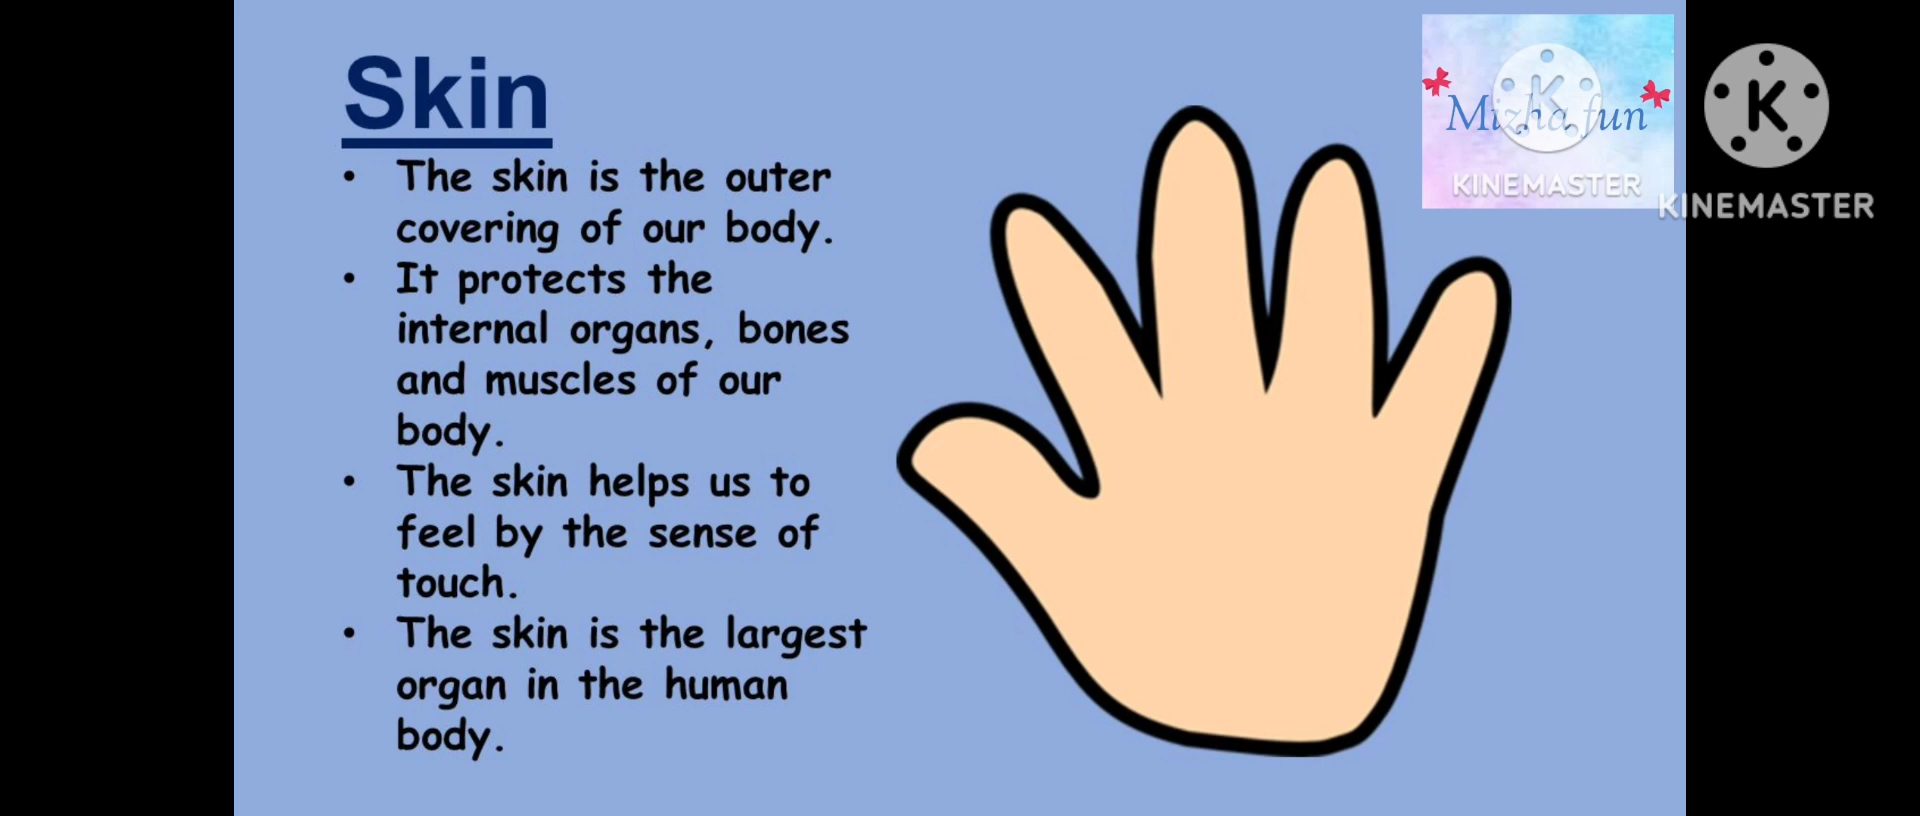 Skin
• The skin is the outer
covering of our body.
• It protects the
internal organs, bones
and muscles of our
body.
• The skin helps us to
feel by the sense of
touch.
• The skin is the largest
organ in the human
body.
Mizha fun
K
KINEMASTER
K
KINEMASTER